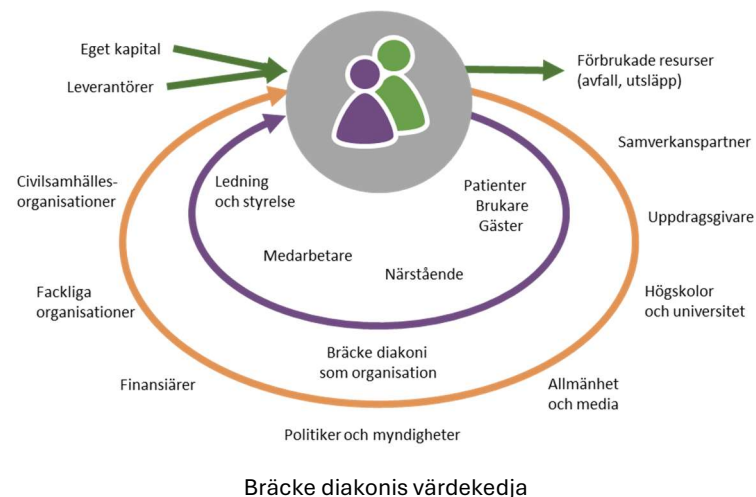 Eget kapital
Leverantörer
Förbrukade resurser
(avfall, utsläpp)
Samverkanspartner
Civilsamhälles-
organisationer
Ledning
och styrelse
Patienter
Brukare
Gäster
Uppdragsgivare
Medarbetare
Närstående
Fackliga
organisationer
Högskolor
och universitet
Bräcke diakoni
som organisation
Finansiärer
Allmänhet
och media
Politiker och myndigheter
Bräcke diakonis värdekedja